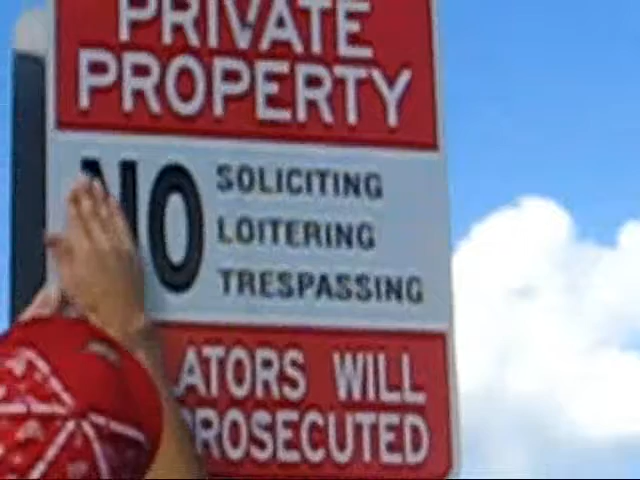 PRIVATE
PROPERTY
NO
SOLICITING
LOITERING
TRESPASSING
ATORS WILL
ROSECUTED